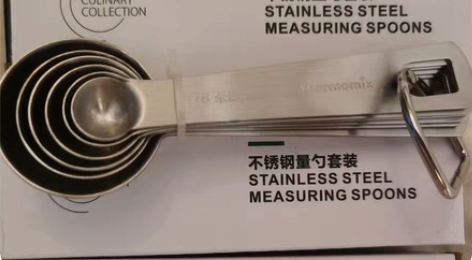 CULINARY
COLLECTION
STAINLESS STEEL
MEASURING SPOONS
thermomix
不锈钢量勺套装
STAINLESS STEEL
MEASURING SPOONS